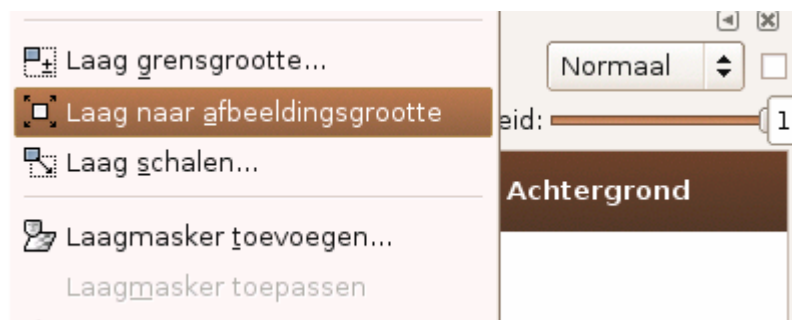 Laag grensgrootte...
Normaal
Laag naar afbeeldingsgrootte
eid:
1
Laag schalen...
Achtergrond
Laagmasker toevoegen...
Laagmasker toepassen